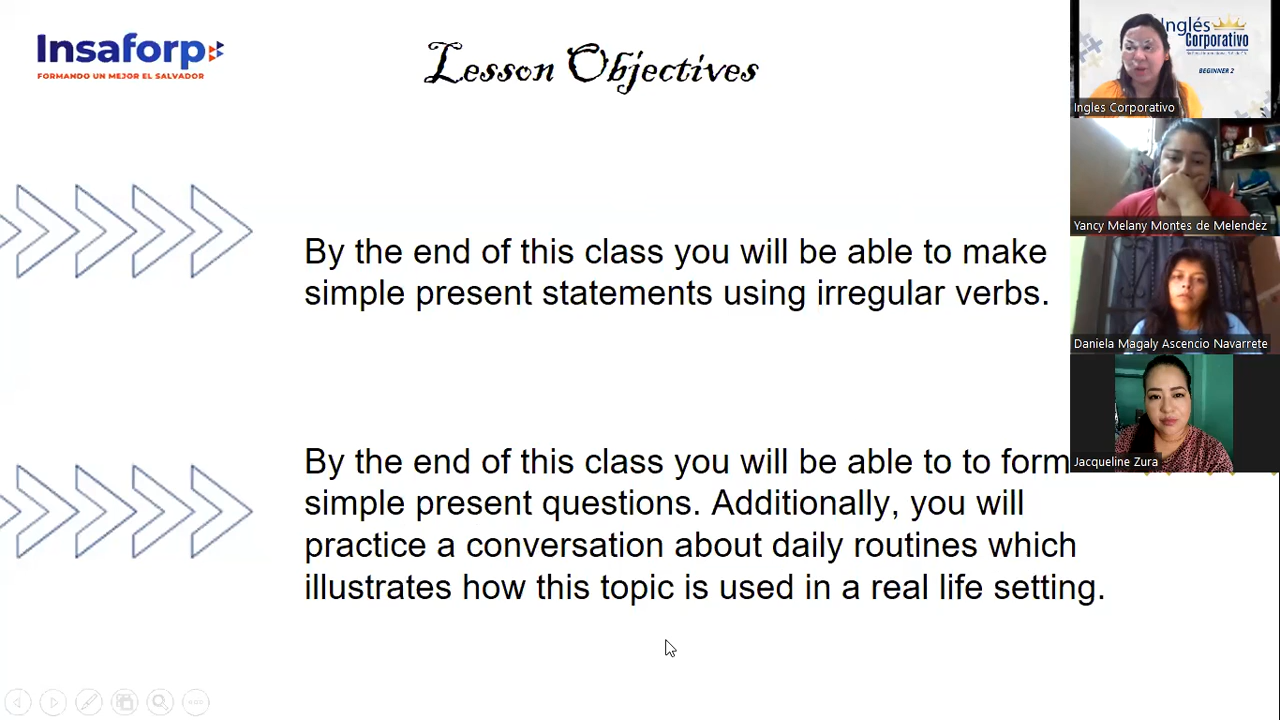 Insaforp
FORMANDO UN MEJOR EL SALVADOR
Lesson Objectives
By the end of this class you will be able to make
simple present statements using irregular verbs.
By the end of this class you will be able to to form
simple present questions. Additionally, you will
practice a conversation about daily routines which
illustrates how this topic is used in a real life setting.
Inglés
Corporativo
BEGINNER 2
Ingles Corporativo
Yancy Melany Montes de Melendez
Daniela Magaly Ascencio Navarrete
Jacqueline Zura